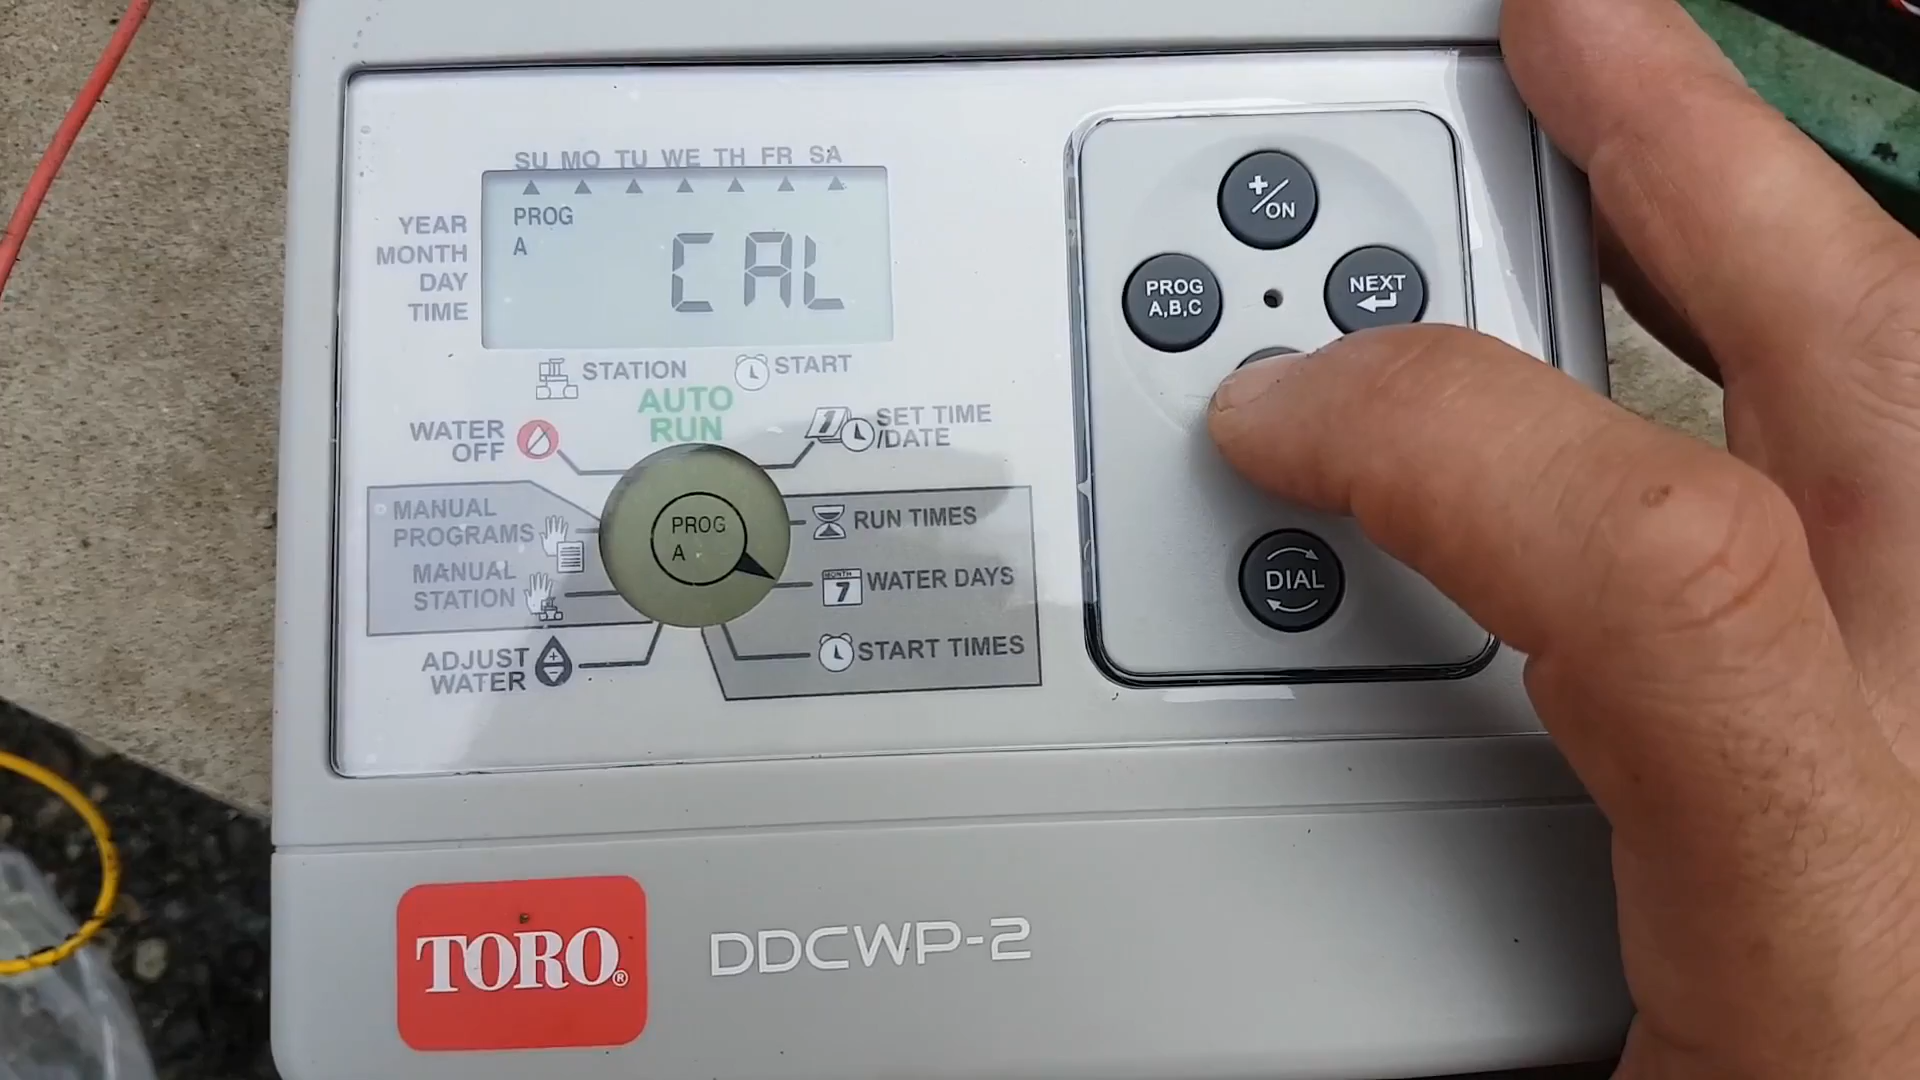 SU MO TU WE TH FR SA
YEAR
MONTH
DAY
TIME
PROG
A
CAL
STATION
START
AUTO
RUN
WATER
OFF
1
SET TIME
/DATE
MANUAL
PROGRAMS
MANUAL
STATION
ADJUST
WATER
PROG
A
RUN TIMES
MONTH
7
WATER DAYS
START TIMES
+/ON
PROG
A,B,C
NEXT
DIAL
TORO®
DDCWP-2